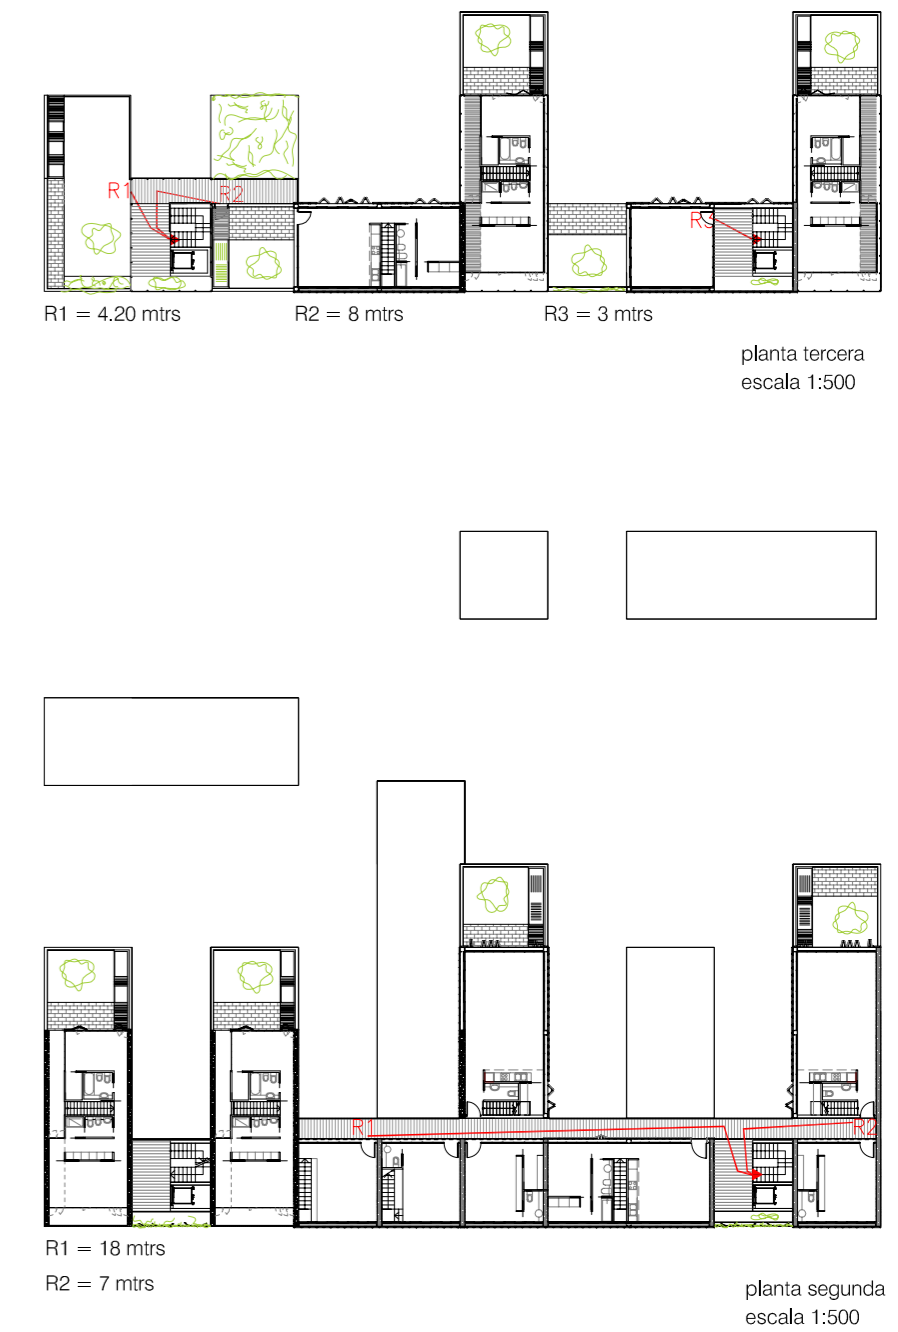 R1
R2
R3
R1 = 4.20 mtrs
R2 = 8 mtrs
R3 = 3 mtrs
planta tercera
escala 1:500
R1
R2
R1 = 18 mtrs
R2 = 7 mtrs
planta segunda
escala 1:500